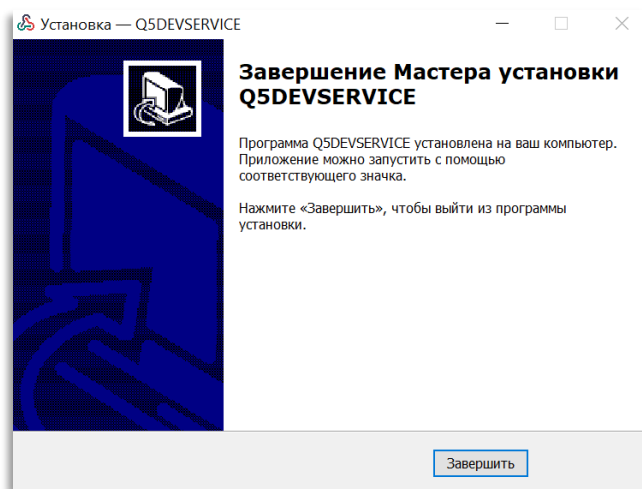 Установка — Q5DEVSERVICE
Завершение Мастера установки
Q5DEVSERVICE
Программа Q5DEVSERVICE установлена на ваш компьютер.
Приложение можно запустить с помощью
соответствующего значка.
Нажмите «Завершить», чтобы выйти из программы
установки.
Завершить